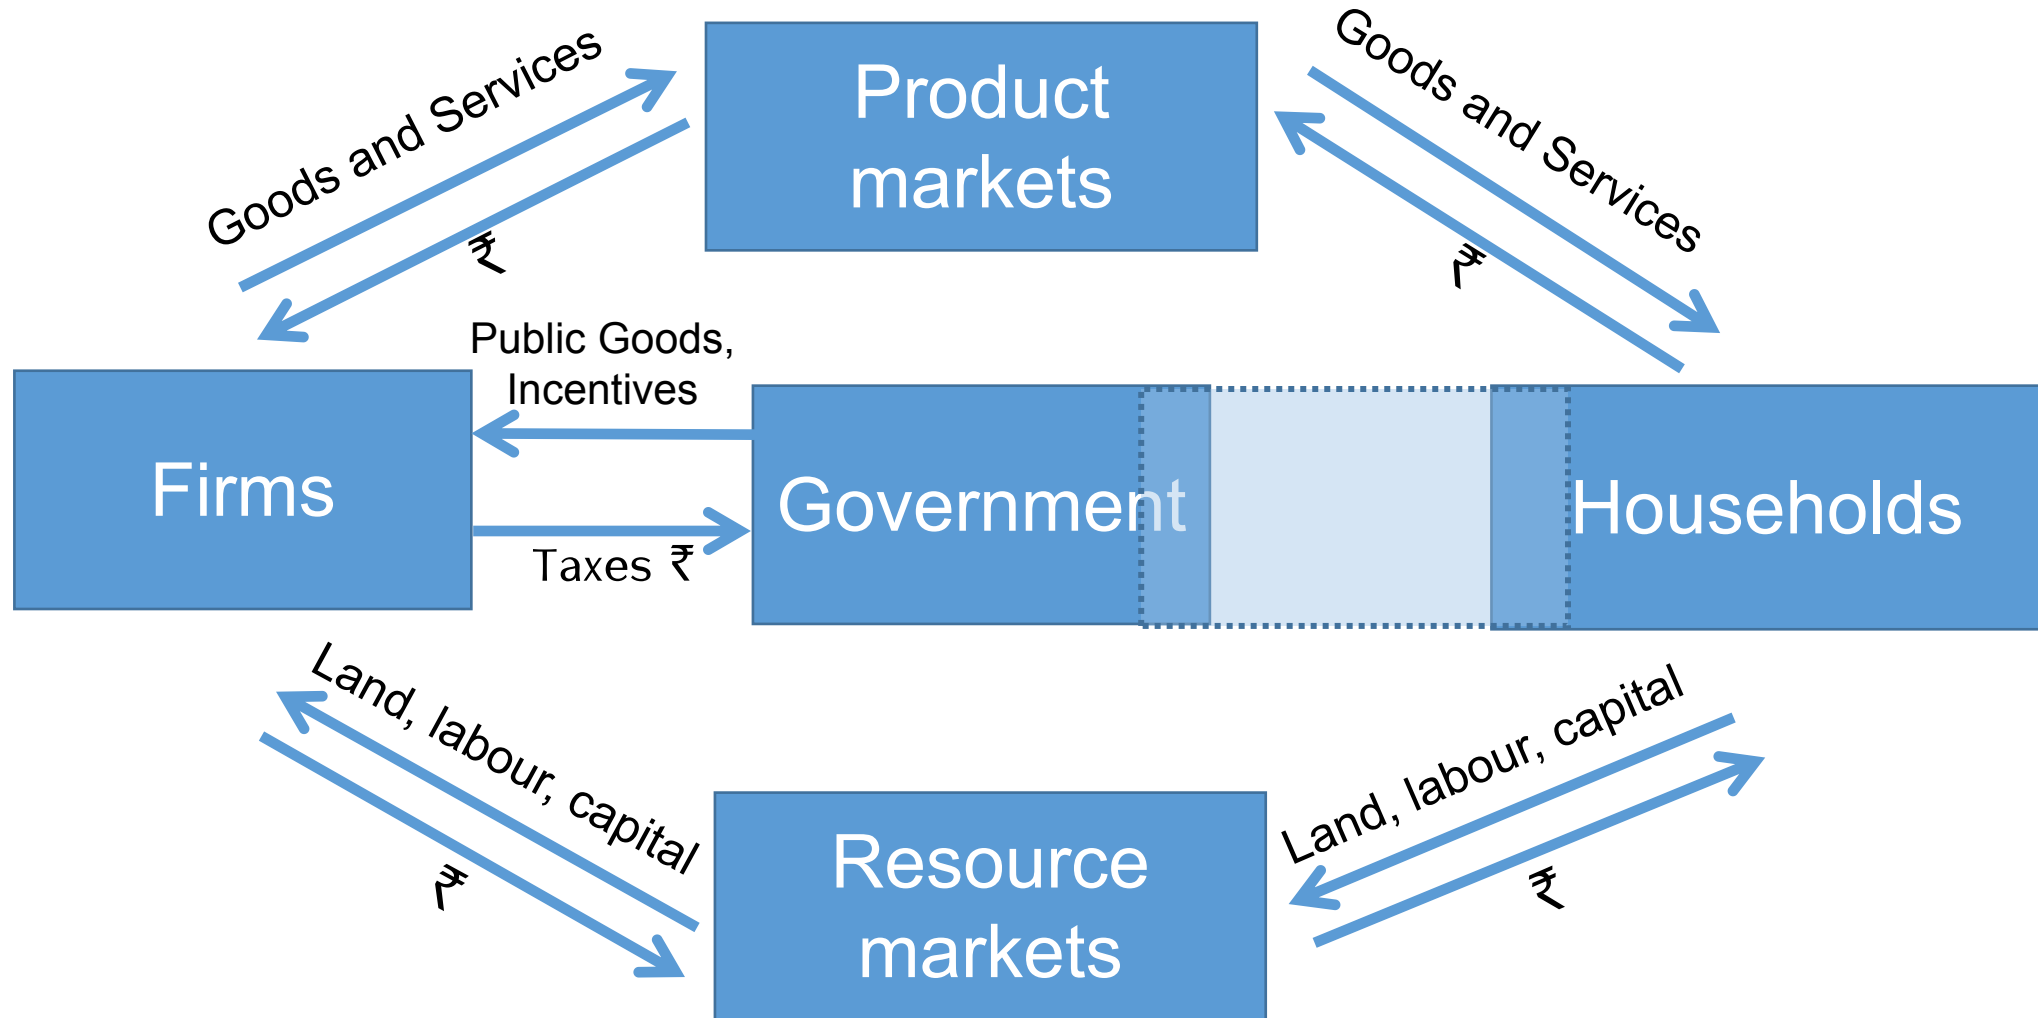 Goods and Services
₹
Product
markets
Goods and Services
₹
Public Goods,
Incentives
Firms
Taxes ₹
Government
Households
Land, labour, capital
₹
Resource
markets
Land, labour, capital
₹